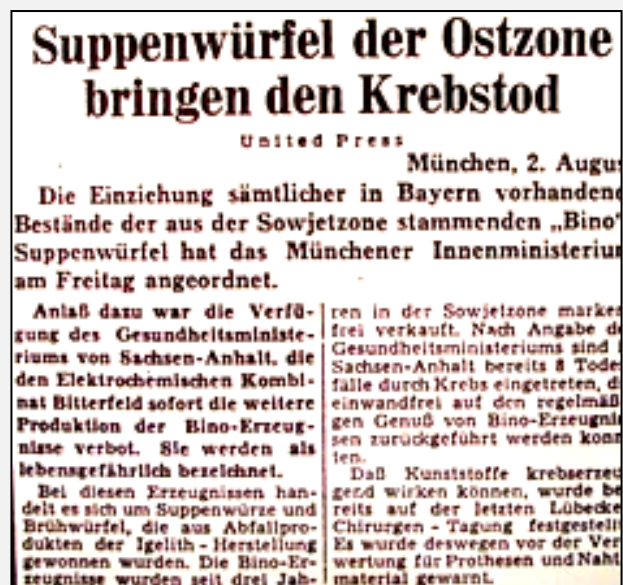 Suppenwürfel der Ostzone
bringen den Krebstod
United Press
München, 2. Augus
Die Einziehung sämtlicher in Bayern vorhandene
Bestände der aus der Sowjetzone stammenden „Bino"
Suppenwürfel hat das Münchener Innenministeriu
am Freitag angeordnet.
Anlaß dazu war die Verfü-
gung des Gesundheitsministe-
riums von Sachsen-Anhalt, die
den Elektrochemischen Kombi-
nat Bitterfeld sofort die weitere
Produktion der Bino-Erzeug-
nisse verbot. Sie werden als
lebensgefährlich bezeichnet.
Bei diesen Erzeugnissen han-
delt es sich um Suppenwürze und
Brühwürfel, die aus Abfallpro-
dukten der Igelith-Herstellung
gewonnen wurden. Die Bino-Er-
zeugnisse wurden seit drei Jah-
ren in der Sowjetzone marken
frei verkauft. Nach Angabe de
Gesundheitsministeriums sind i
Sachsen-Anhalt bereits 8 Todes
fälle durch Krebs eingetreten, di
einwandfrei auf den regelmäß
gen Genuß von Bino-Erzeugnis
sen zurückgeführt werden konn
ten.
Daß Kunststoffe krebserzeu
gend wirken können, wurde be
reits auf der letzten Lübecke
Chirurgen-Tagung festgestell
Es wurde deswegen vor der Ver
wertung für Prothesen und Naht
material gewarnt.